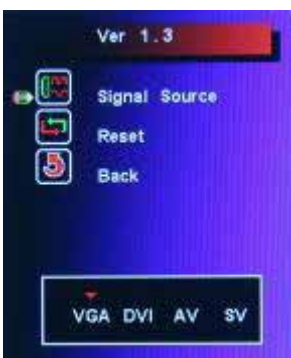 Ver 1.3
Signal Source
Reset
Back
VGA DVI AV SV